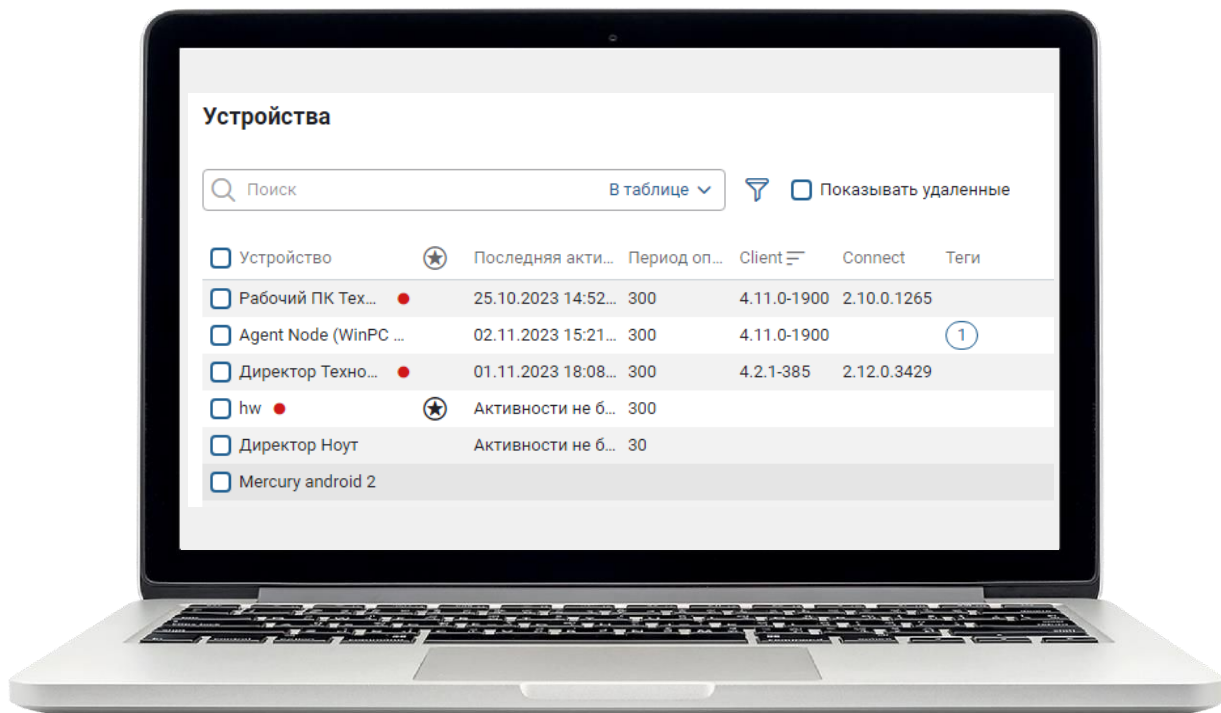 Устройства
Поиск В таблице Показывать удаленные
Устройство Последняя акти... Период оп... Client Connect Теги
Рабочий ПК Тех... 25.10.2023 14:52... 300 4.11.0-1900 2.10.0.1265
Agent Node (WinPC ... 02.11.2023 15:21... 300 4.11.0-1900 1
Директор Техно... 01.11.2023 18:08... 300 4.2.1-385 2.12.0.3429
hw Активности не б... 300
Директор Ноут Активности не б... 30
Mercury android 2